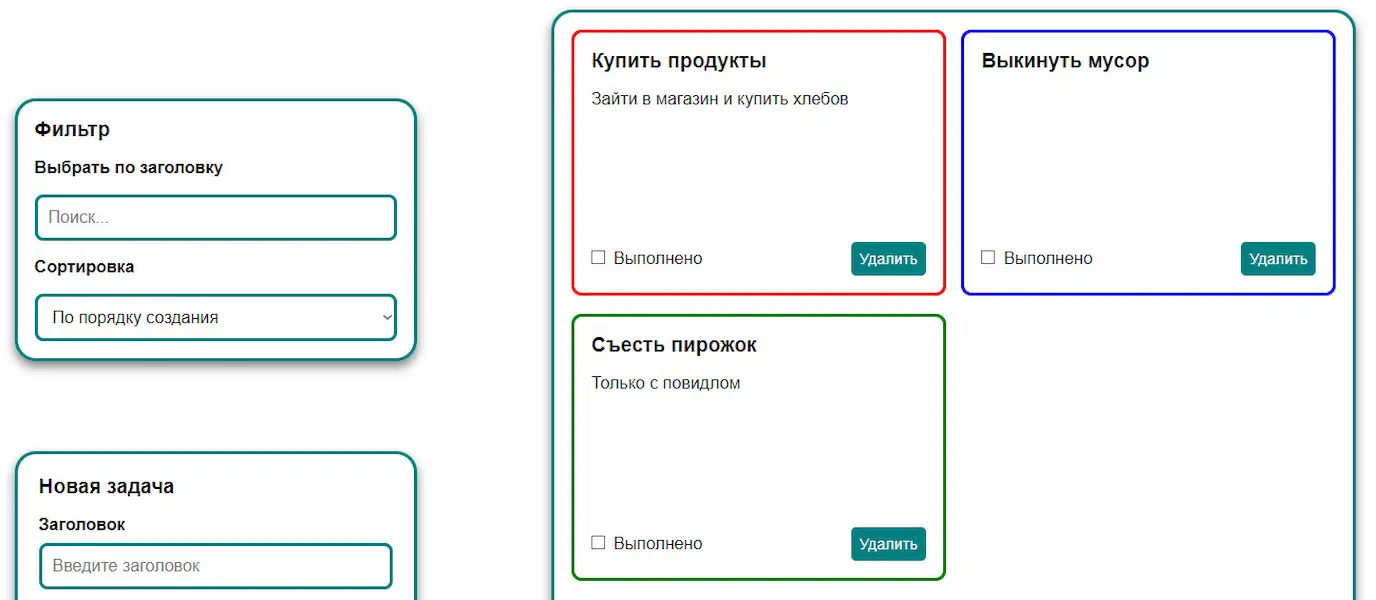 Фильтр
Выбрать по заголовку
Поиск...
Сортировка
По порядку создания
Новая задача
Заголовок
Введите заголовок
Купить продукты
Зайти в магазин и купить хлебов
Выполнено
Удалить
Выкинуть мусор
Выполнено
Удалить
Съесть пирожок
Только с повидлом
Выполнено
Удалить